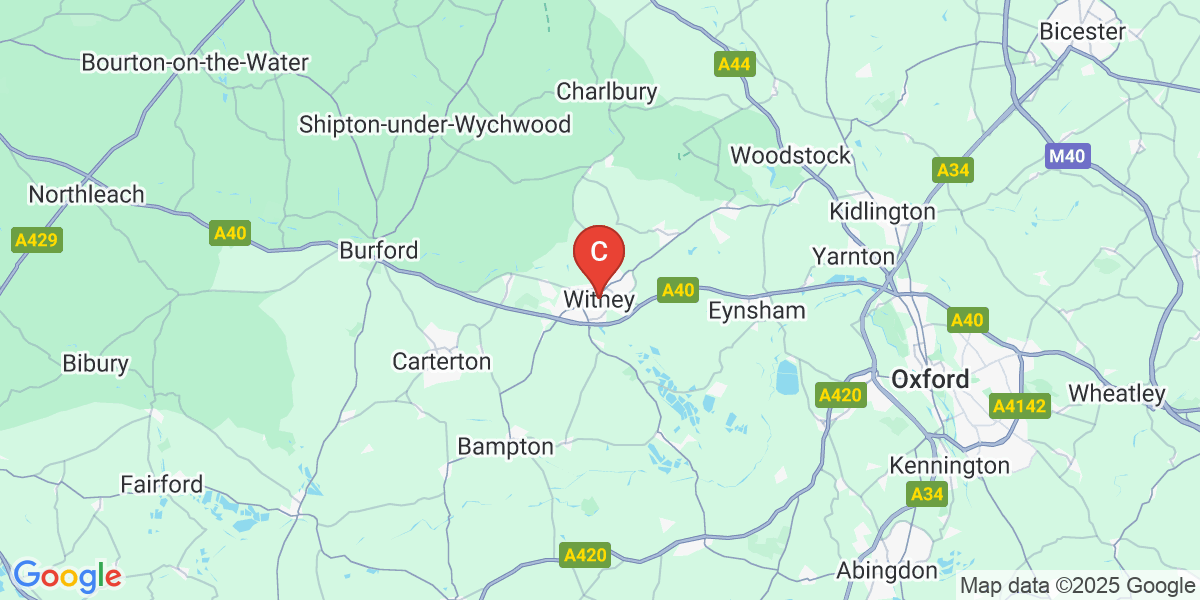 Bicester
Bourton-on-the-Water
A44
Charlbury
Shipton-under-Wychwood
Woodstock
M40
A34
Northleach
Kidlington
A429
A40
Burford
C
Yarnton
Witney
A40
Eynsham
A40
Bibury
Carterton
Oxford
A420
A4142
Wheatley
Bampton
Kennington
Fairford
A34
A420
Abingdon
Google
Map data ©2025 Google